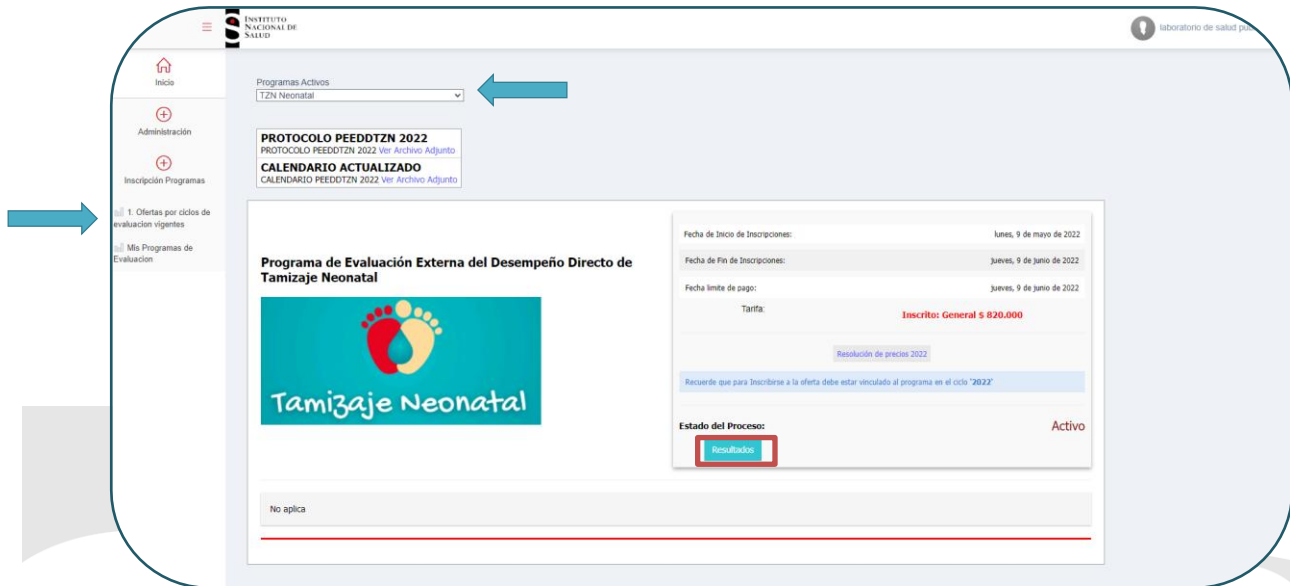 INSTITUTO
NACIONAL DE
SALUD
laboratorio de salud
Inicio
Administración
Inscripción Programas
1. Ofertas por ciclos de
evaluacion vigentes
Mis Programas de
Evaluacion
Programas Activos
TZN Neonatal
PROTOCOLO PEEDDTZN 2022
PROTOCOLO PEEDDTZN 2022 Ver Archivo Adjunto
CALENDARIO ACTUALIZADO
CALENDARIO PEEDDTZN 2022 Ver Archivo Adjunto
Programa de Evaluación Externa del Desempeño Directo de
Tamizaje Neonatal
Tamizaje Neonatal
Fecha de Inicio de Inscripciones: lunes, 9 de mayo de 2022
Fecha de Fin de Inscripciones: jueves, 9 de junio de 2022
Fecha limite de pago: jueves, 9 de junio de 2022
Tarifa: Inscrito: General $ 820.000
Resolución de precios 2022
Recuerde que para Inscribirse a la oferta debe estar vinculado al programa en el ciclo '2022'
Estado del Proceso: Activo
Resultados
No aplica